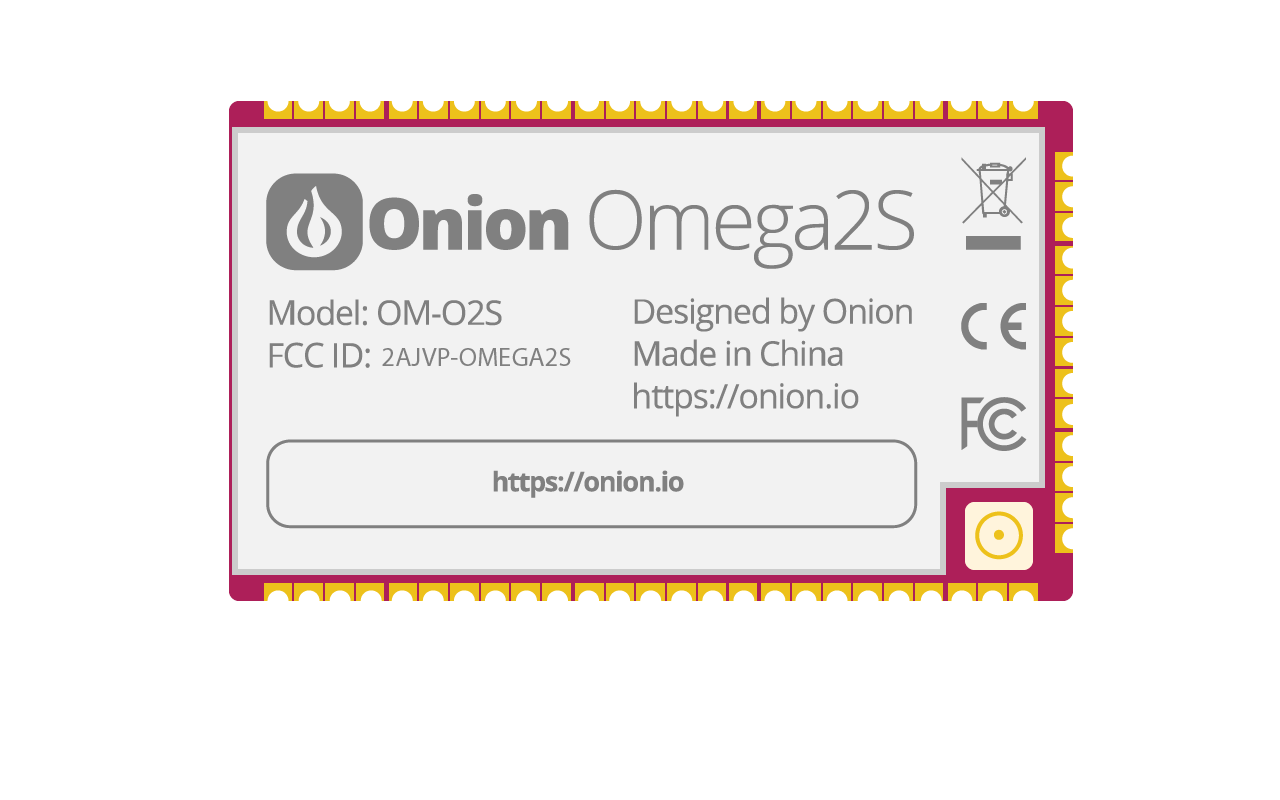 Onion Omega2S
Model: OM-O2S
FCC ID: 2AJVP-OMEGA2S
Designed by Onion
Made in China
https://onion.io
CE
FCC
https://onion.io